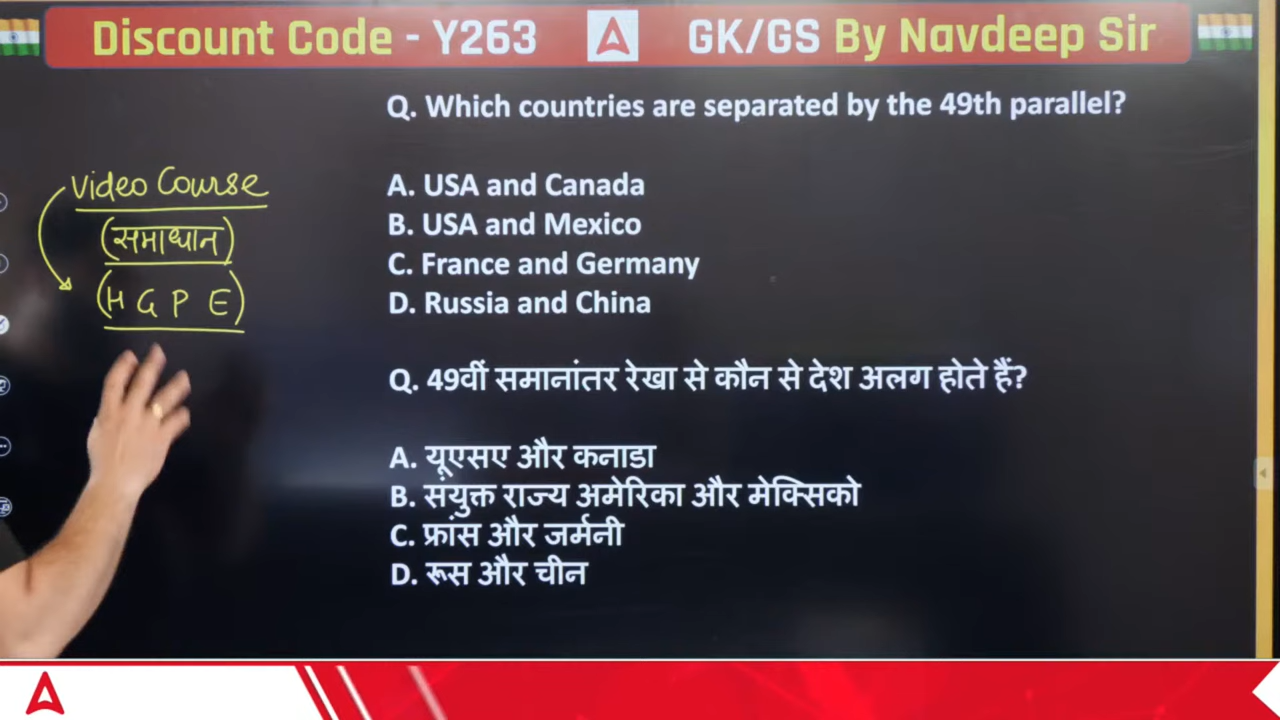 Discount Code - Y263
GK/GS By Navdeep Sir
Video Course
(समाधान)
(H G P E)
Q. Which countries are separated by the 49th parallel?
A. USA and Canada
B. USA and Mexico
C. France and Germany
D. Russia and China
Q. 49वीं समानांतर रेखा से कौन से देश अलग होते हैं?
A. यूएसए और कनाडा
B. संयुक्त राज्य अमेरिका और मेक्सिको
C. फ्रांस और जर्मनी
D. रूस और चीन